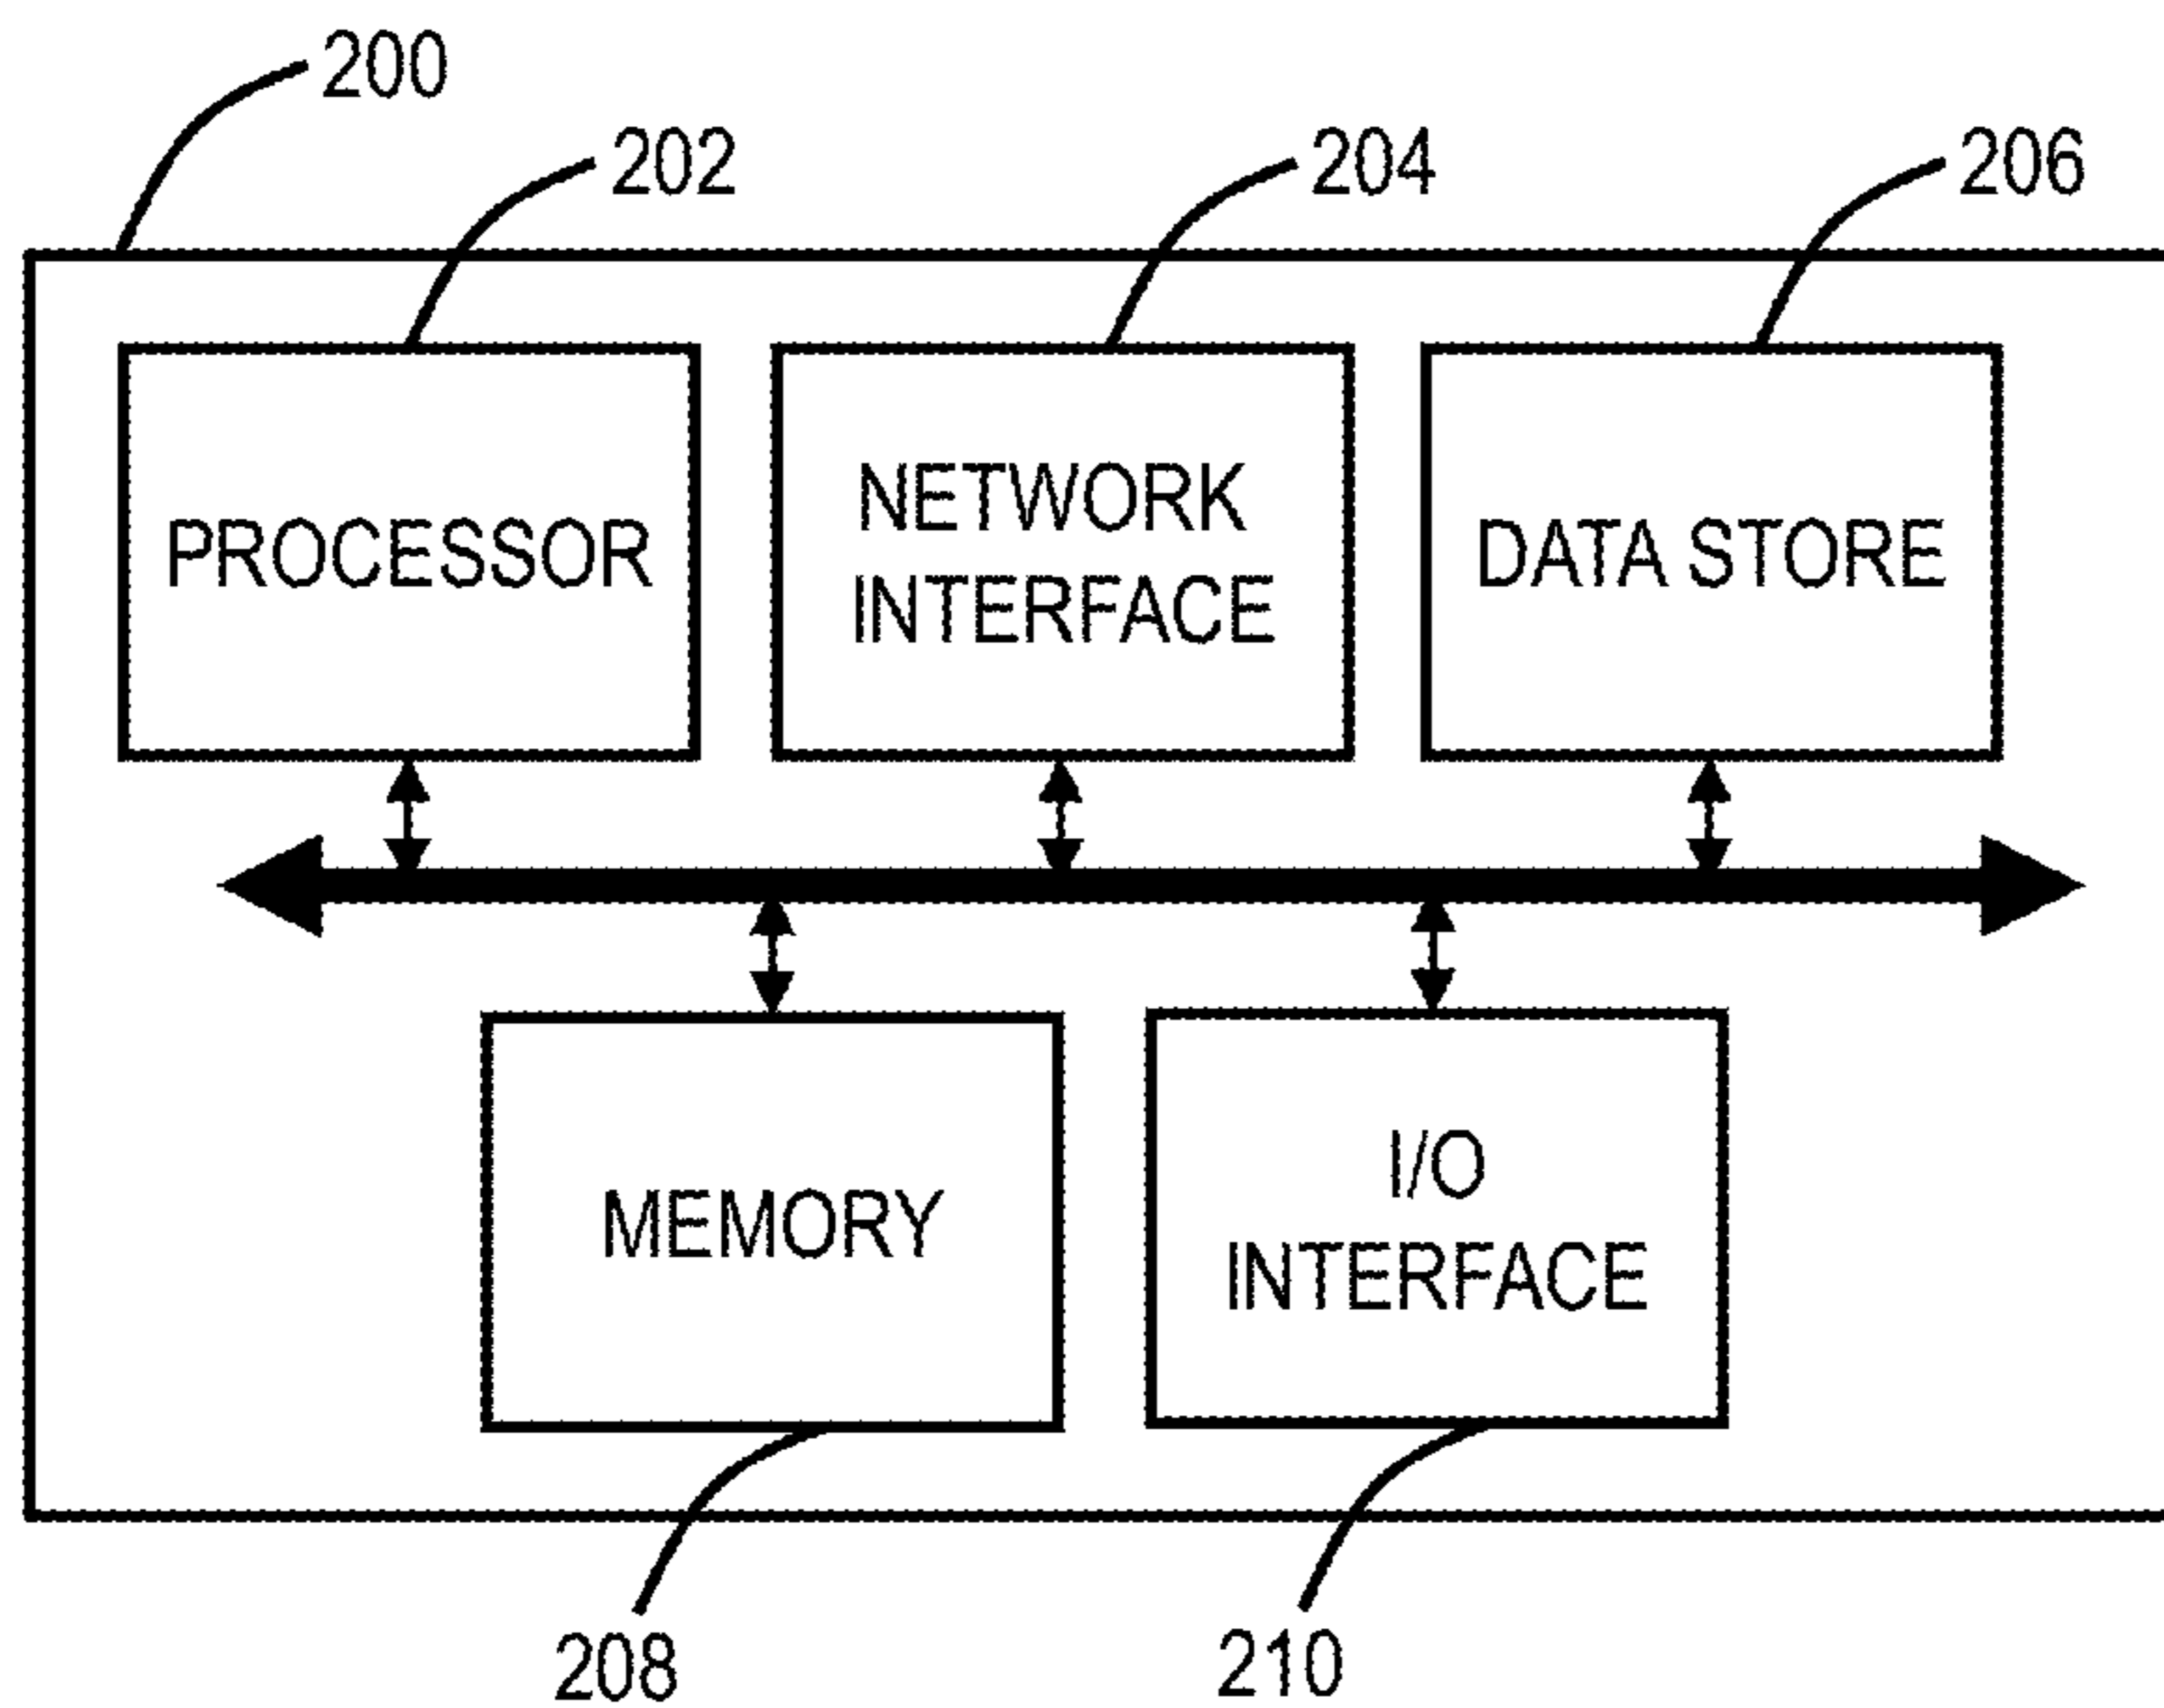 200
202
204
206
PROCESSOR
NETWORK
INTERFACE
DATA STORE
MEMORY
I/O
INTERFACE
208
210